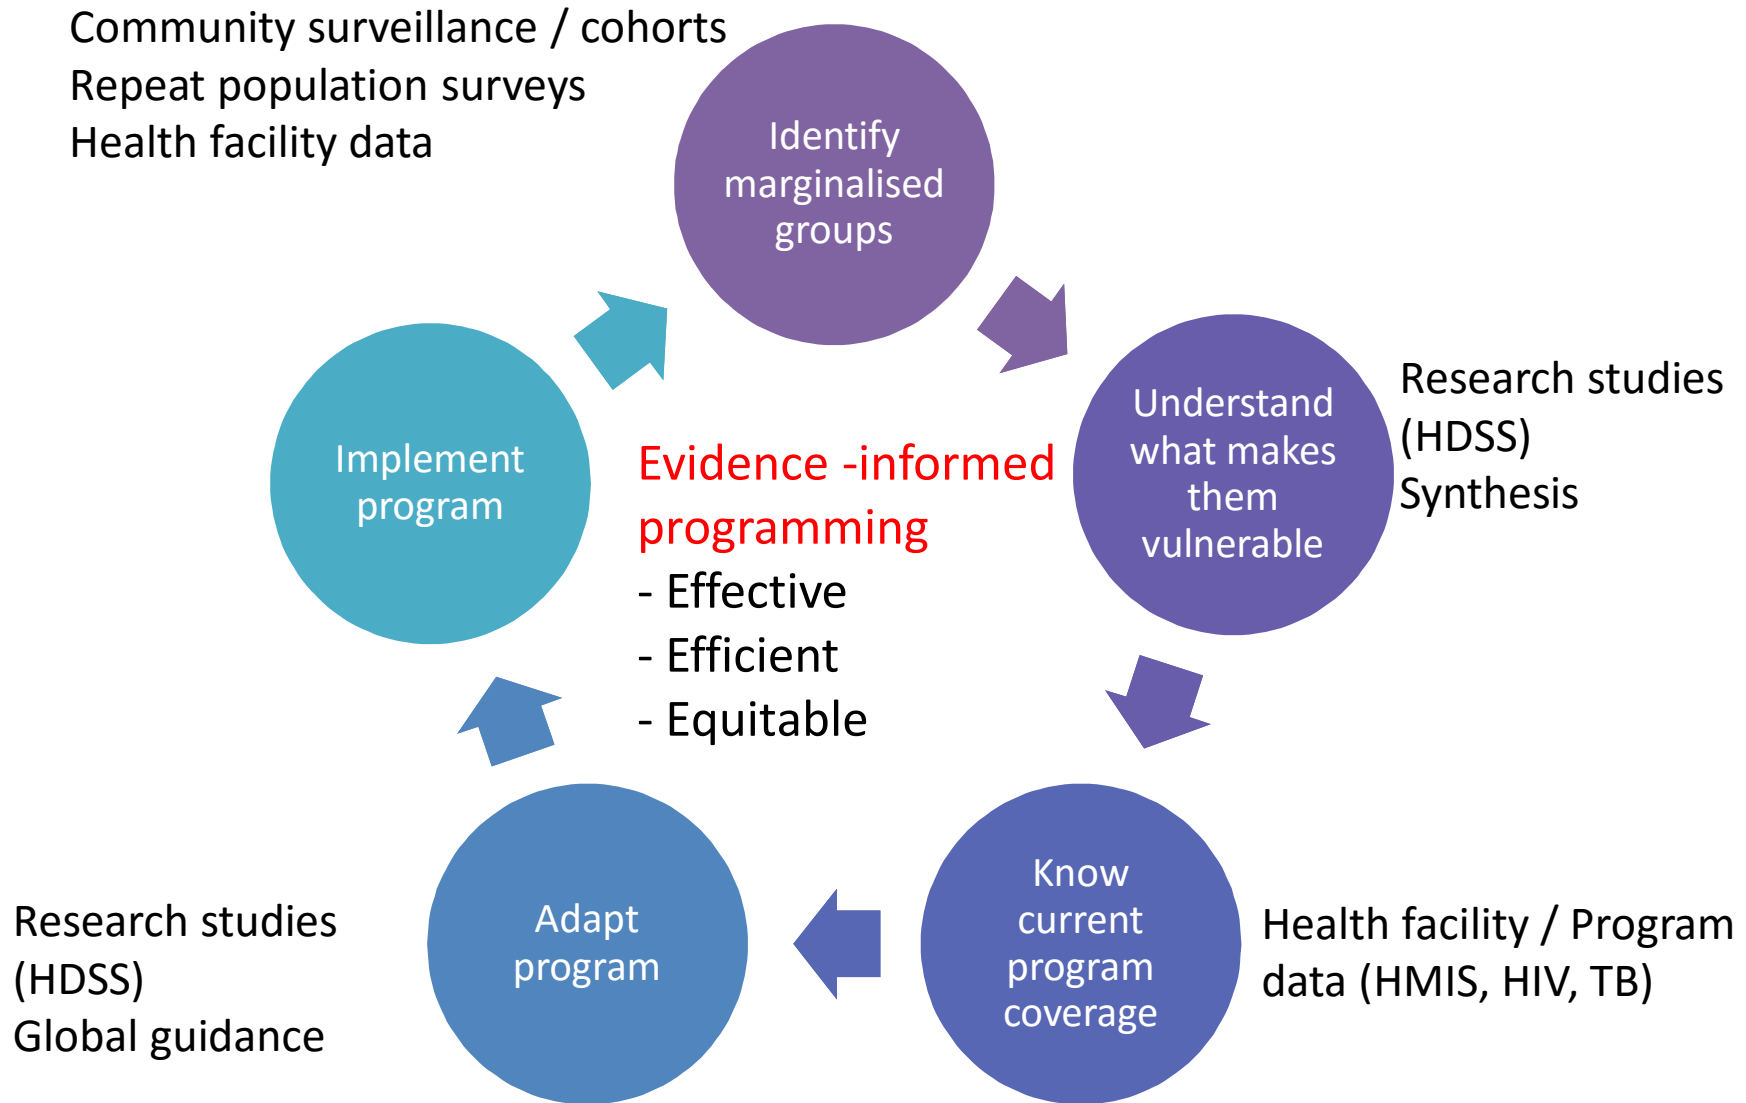 Community surveillance / cohorts
Repeat population surveys
Health facility data
Identify
marginalised
groups
Understand
what makes
them
vulnerable
Research studies
(HDSS)
Synthesis
Implement
program
Evidence -informed
programming
- Effective
- Efficient
- Equitable
Know
current
program
coverage
Health facility / Program
data (HMIS, HIV, TB)
Adapt
program
Research studies
(HDSS)
Global guidance